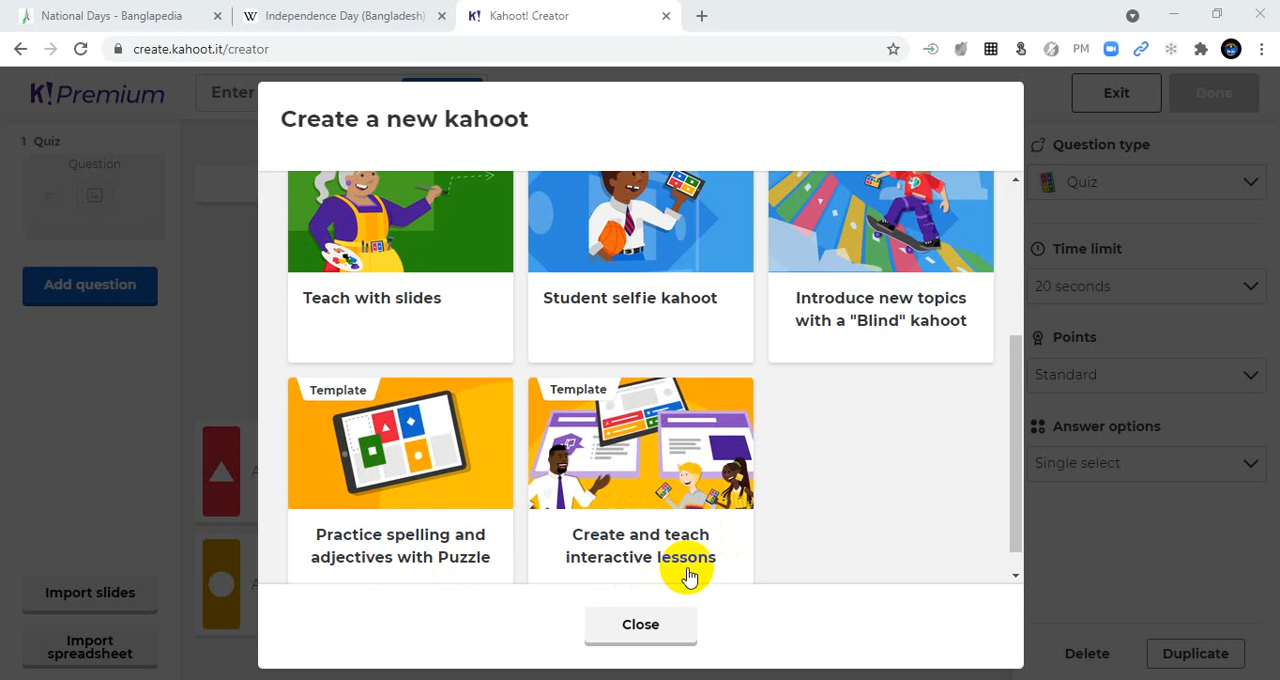 National Days - Banglapedia
W Independence Day (Bangladesh)
K! Kahoot! Creator
create.kahoot.it/creator
PM
K!Premium
Enter
Exit
Done
1 Quiz
Question
Add question
Import slides
Import
spreadsheet
Create a new kahoot
Teach with slides
Student selfie kahoot
Introduce new topics
with a "Blind" kahoot
Template
Practice spelling and
adjectives with Puzzle
Template
Create and teach
interactive lessons
Close
Question type
Quiz
Time limit
20 seconds
Points
Standard
Answer options
Single select
Delete
Duplicate